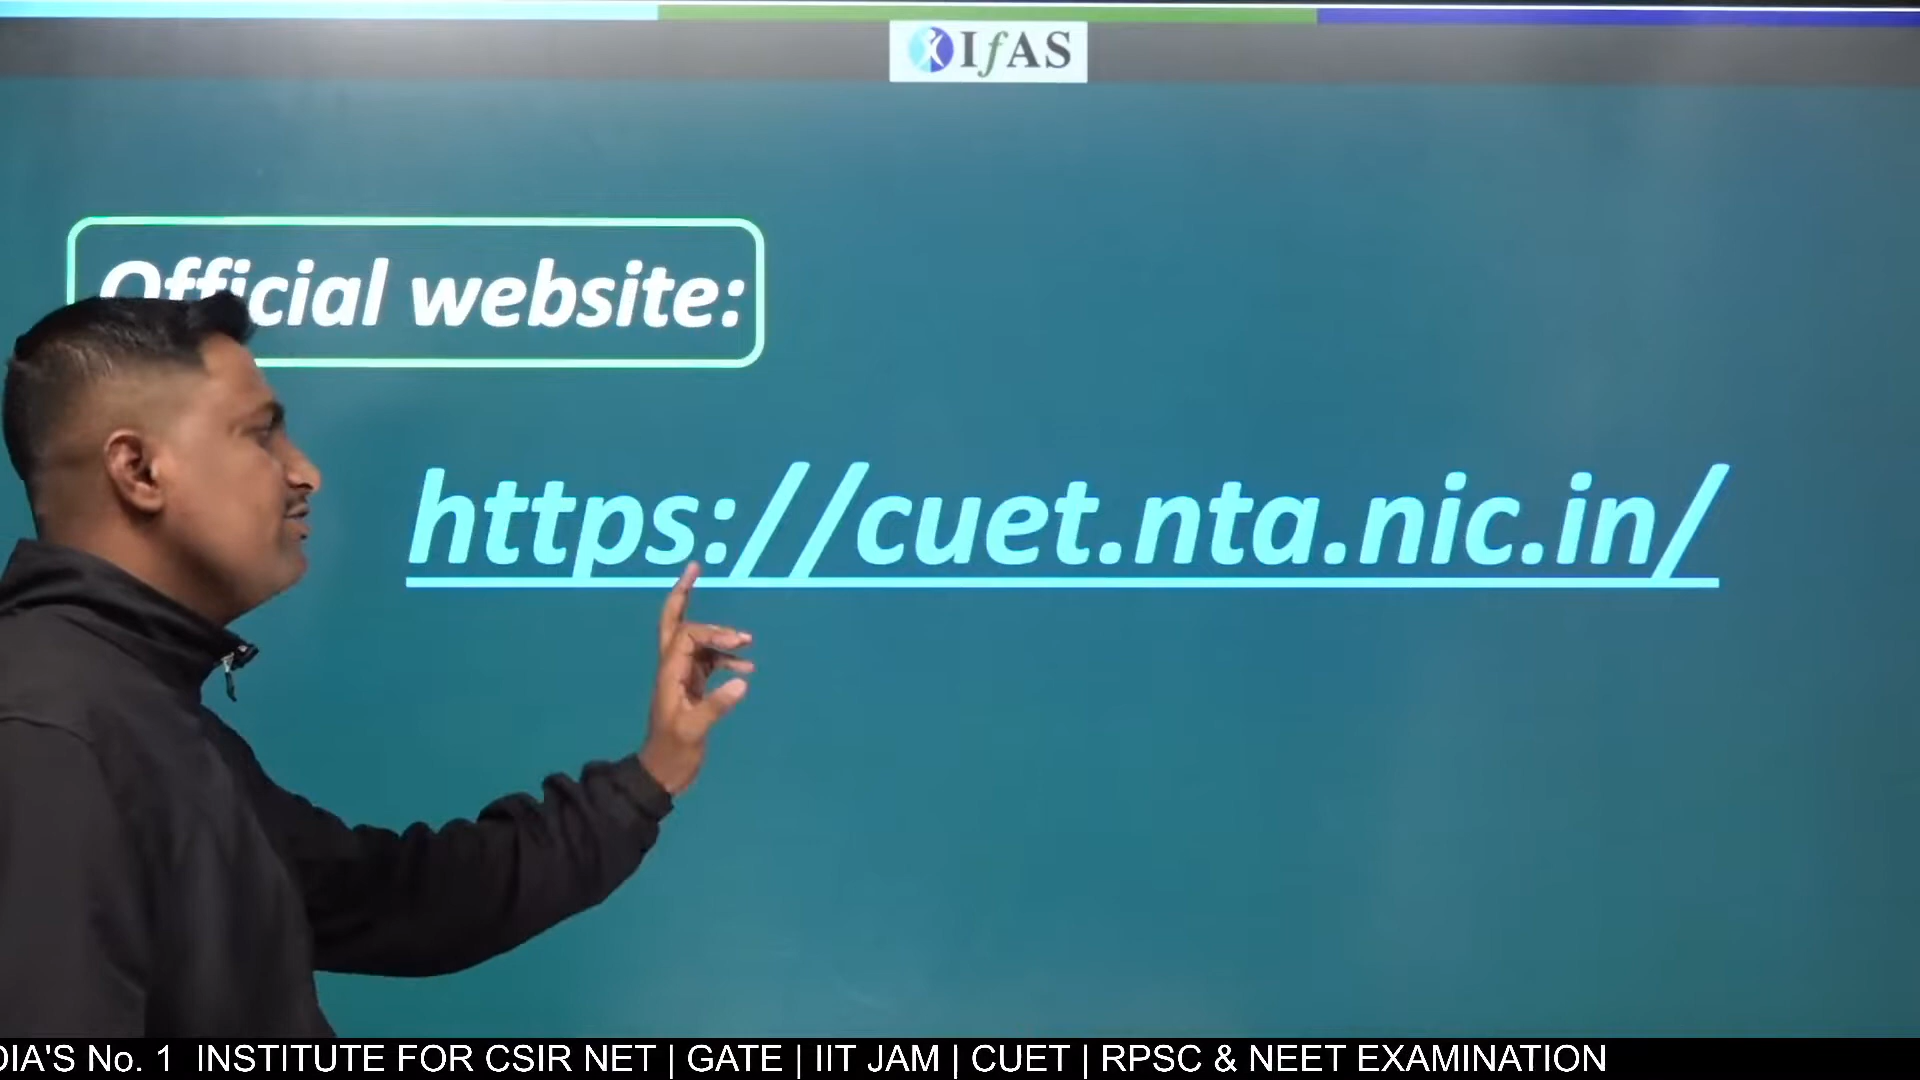 IfAS
Official website:
https://cuet.nta.nic.in/
DIA'S No. 1 INSTITUTE FOR CSIR NET | GATE | IIT JAM | CUET | RPSC & NEET EXAMINATION